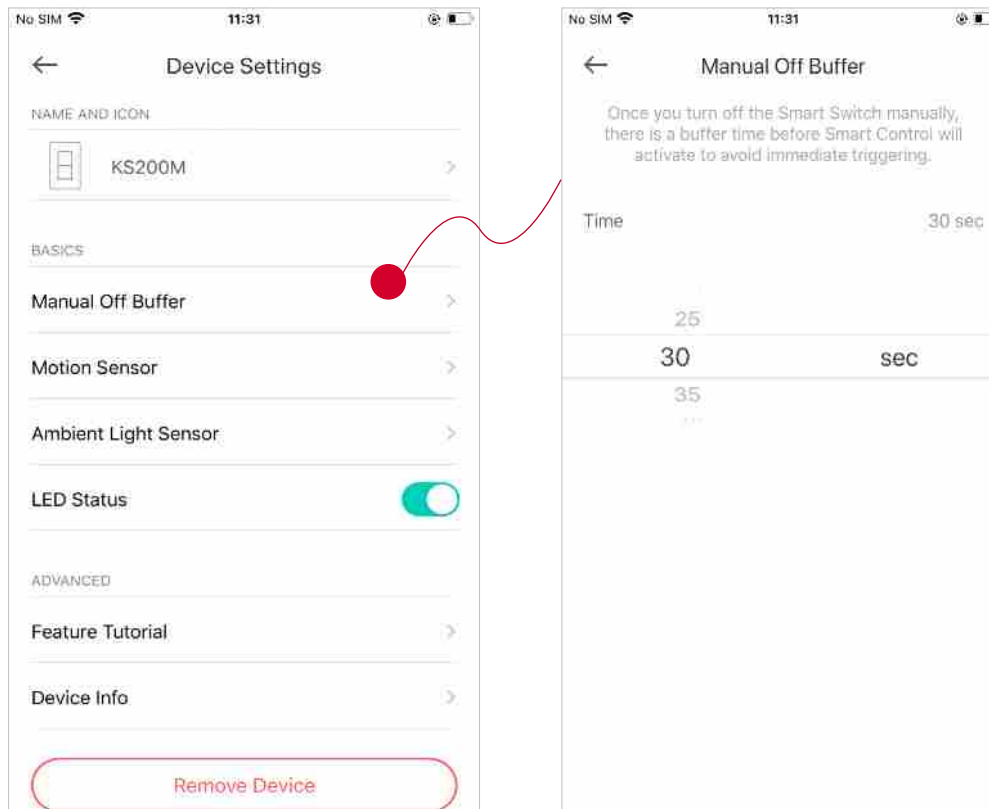 No SIM 11:31
Device Settings
NAME AND ICON
KS200M
BASICS
Manual Off Buffer
Motion Sensor
Ambient Light Sensor
LED Status
ADVANCED
Feature Tutorial
Device Info
Remove Device
No SIM 11:31
Manual Off Buffer
Once you turn off the Smart Switch manually,
there is a buffer time before Smart Control will
activate to avoid immediate triggering.
Time 30 sec
25
30 sec
35